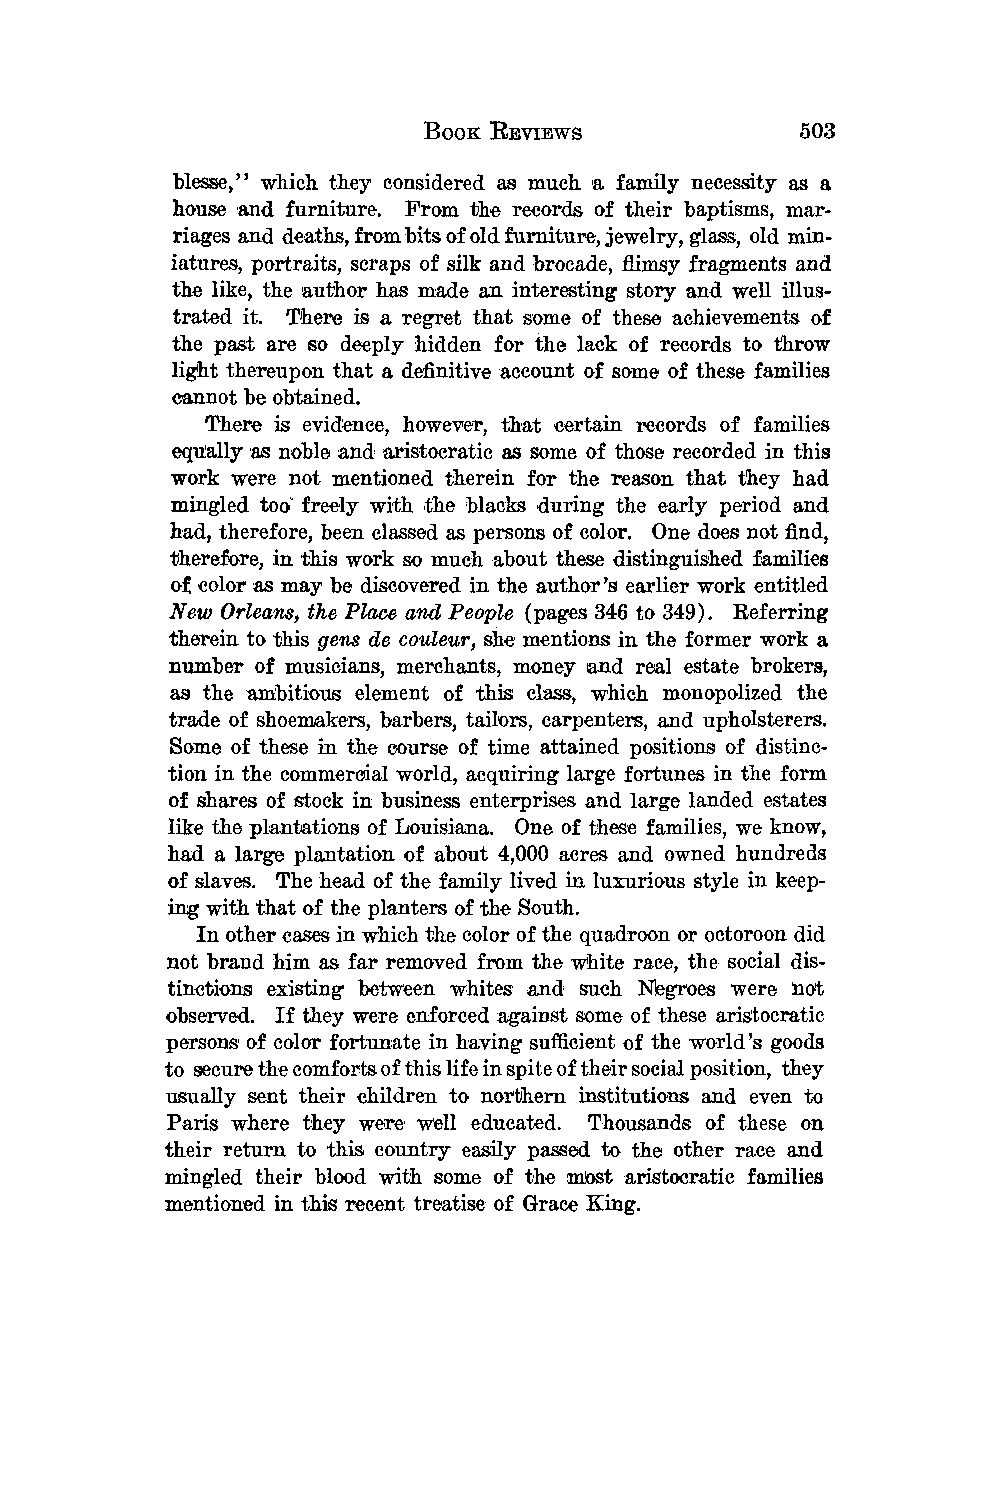 BOOK REVIEWS 503
blesse,'' which they considered as much a family necessity as a
house and furniture. From the records of their baptisms, mar-
riages and deaths, from bits of old furniture, jewelry, glass, old min-
iatures, portraits, scraps of silk and brocade, flimsy fragments and
the like, the author has made an interesting story and well illus-
trated it. There is a regret that some of these achievements of
the past are so deeply hidden for the lack of records to throw
light thereupon that a definitive account of some of these families
cannot be obtained.
There is evidence, however, that certain records of families
equally as noble and aristocratic as some of those recorded in this
work were not mentioned therein for the reason that they had
mingled too freely with the blacks during the early period and
had, therefore, been classed as persons of color. One does not find,
therefore, in this work so much about these distinguished families
of color as may be discovered in the author's earlier work entitled
New Orleans, the Place and People (pages 346 to 349). Referring
therein to this gens de couleur, she mentions in the former work a
number of musicians, merchants, money and real estate brokers,
as the ambitious element of this class, which monopolized the
trade of shoemakers, barbers, tailors, carpenters, and upholsterers.
Some of these in the course of time attained positions of distinc-
tion in the commercial world, acquiring large fortunes in the form
of shares of stock in business enterprises and large landed estates
like the plantations of Louisiana. One of these families, we know,
had a large plantation of about 4,000 acres and owned hundreds
of slaves. The head of the family lived in luxurious style in keep-
ing with that of the planters of the South.
In other cases in which the color of the quadroon or octoroon did
not brand him as far removed from the white race, the social dis-
tinctions existing between whites and such Negroes were not
observed. If they were enforced against some of these aristocratic
persons of color fortunate in having sufficient of the world's goods
to secure the comforts of this life in spite of their social position, they
usually sent their children to northern institutions and even to
Paris where they were well educated. Thousands of these on
their return to this country easily passed to the other race and
mingled their blood with some of the most aristocratic families
mentioned in this recent treatise of Grace King.